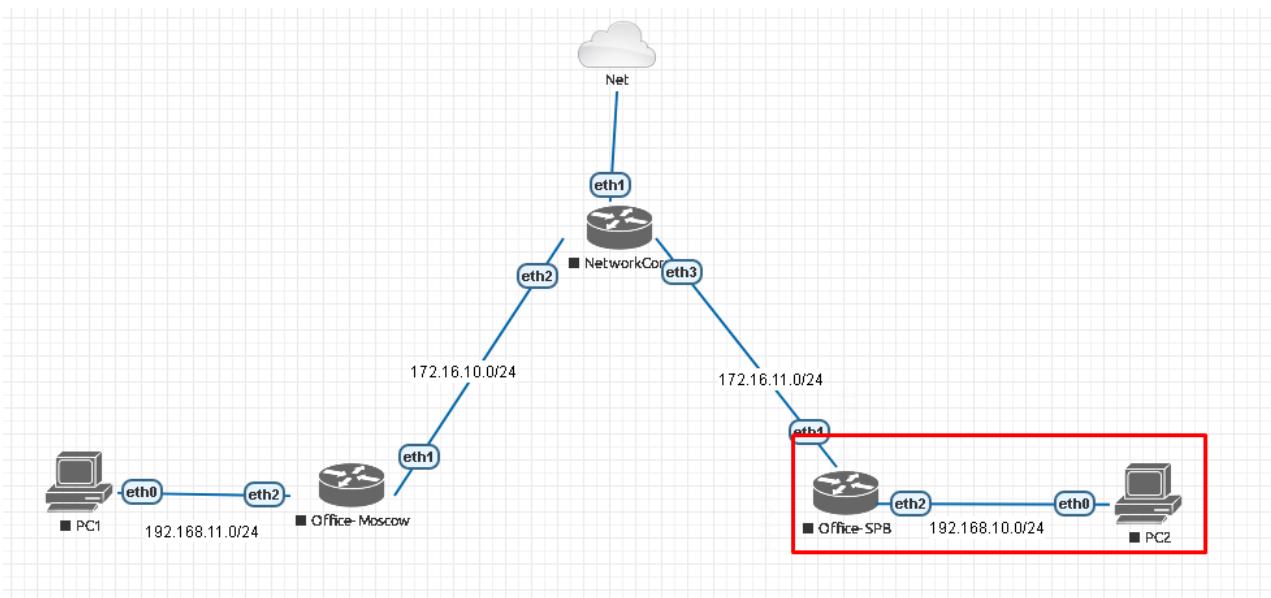 Net
eth1
NetworkCor
eth2
eth3
172.16.10.0/24
172.16.11.0/24
eth1
eth1
eth0
eth2
PC1
192.168.11.0/24
Office-Moscow
Office-SPB
eth2
192.168.10.0/24
eth0
PC2